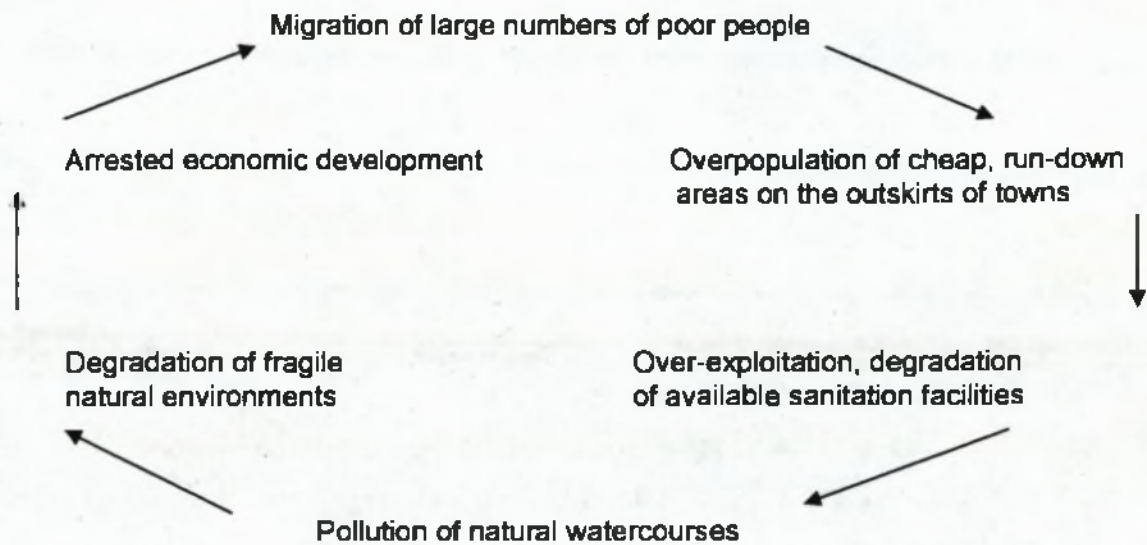 Migration of large numbers of poor people
Arrested economic development
Overpopulation of cheap, run-down
areas on the outskirts of towns
Degradation of fragile
natural environments
Over-exploitation, degradation
of available sanitation facilities
Pollution of natural watercourses